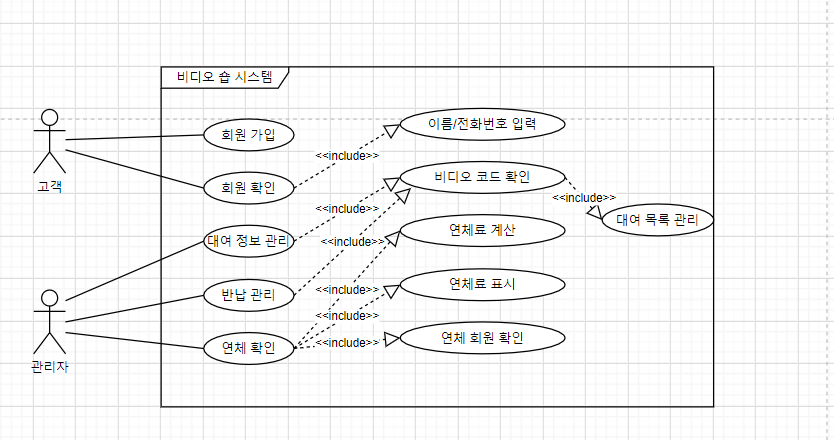 비디오 숍 시스템
고객
회원 가입
이름/전화번호 입력
<<include>>
회원 확인
비디오 코드 확인
<<include>>
<<include>>
대여 정보 관리
<<include>>
연체료 계산
대여 목록 관리
관리자
반납 관리
<<include>>
연체료 표시
<<include>>
연체 확인
<<include>>
연체 회원 확인